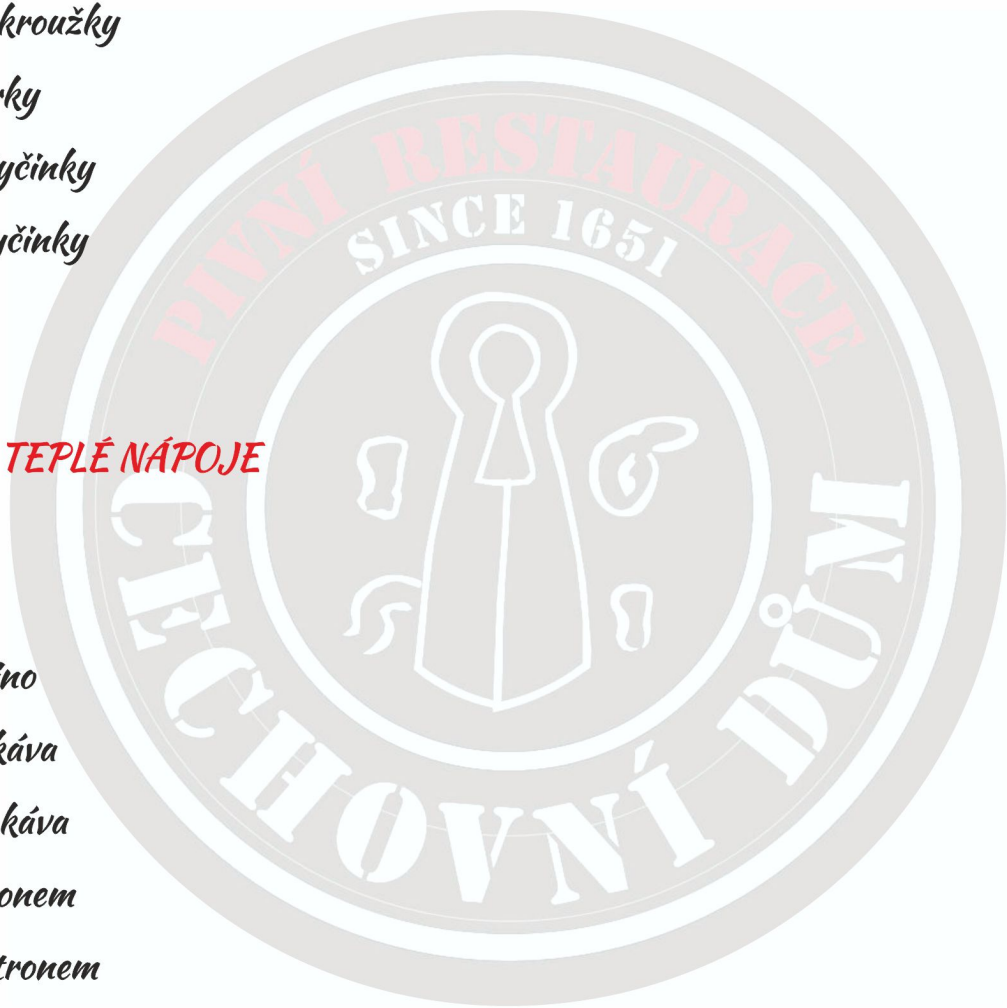 kroužky
rky
yčinky
yčinky
PIVNÍ RESTAURACE
SINCE 1651
TEPLÉ NÁPOJE
CECHOVNÍ DŮM
ino
káva
káva
onem
tronem